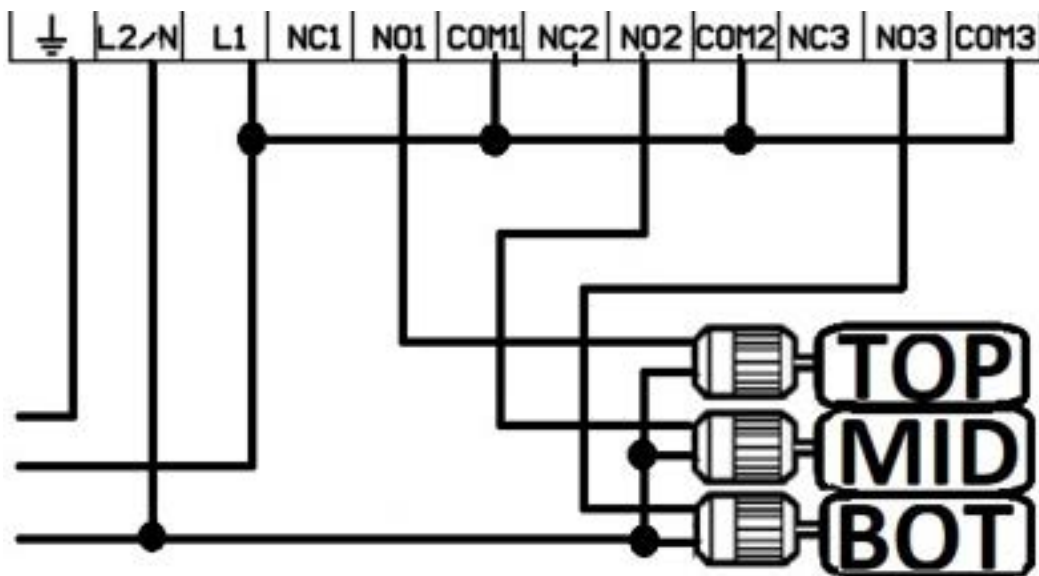 L2/N L1 NC1 NO1 COM1 NC2 NO2 COM2 NC3 NO3 COM3
TOP
MID
BOT